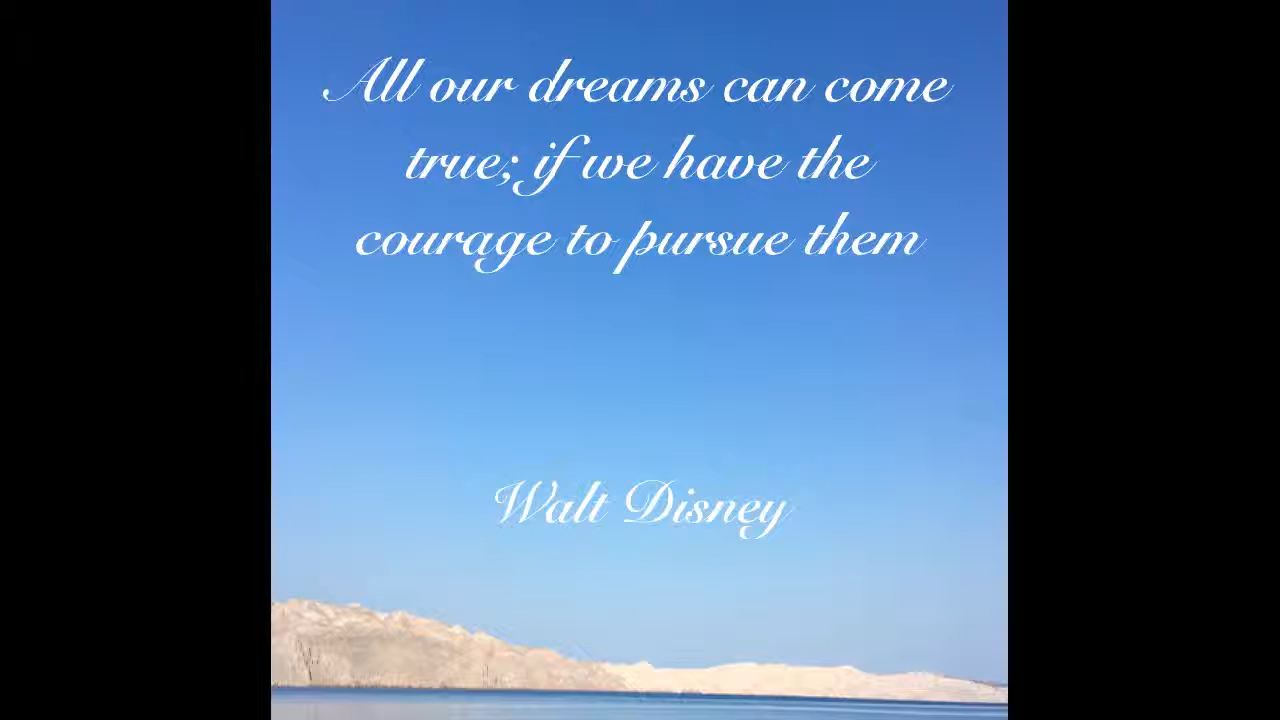 All our dreams can come
true; if we have the
courage to pursue them
Walt Disney